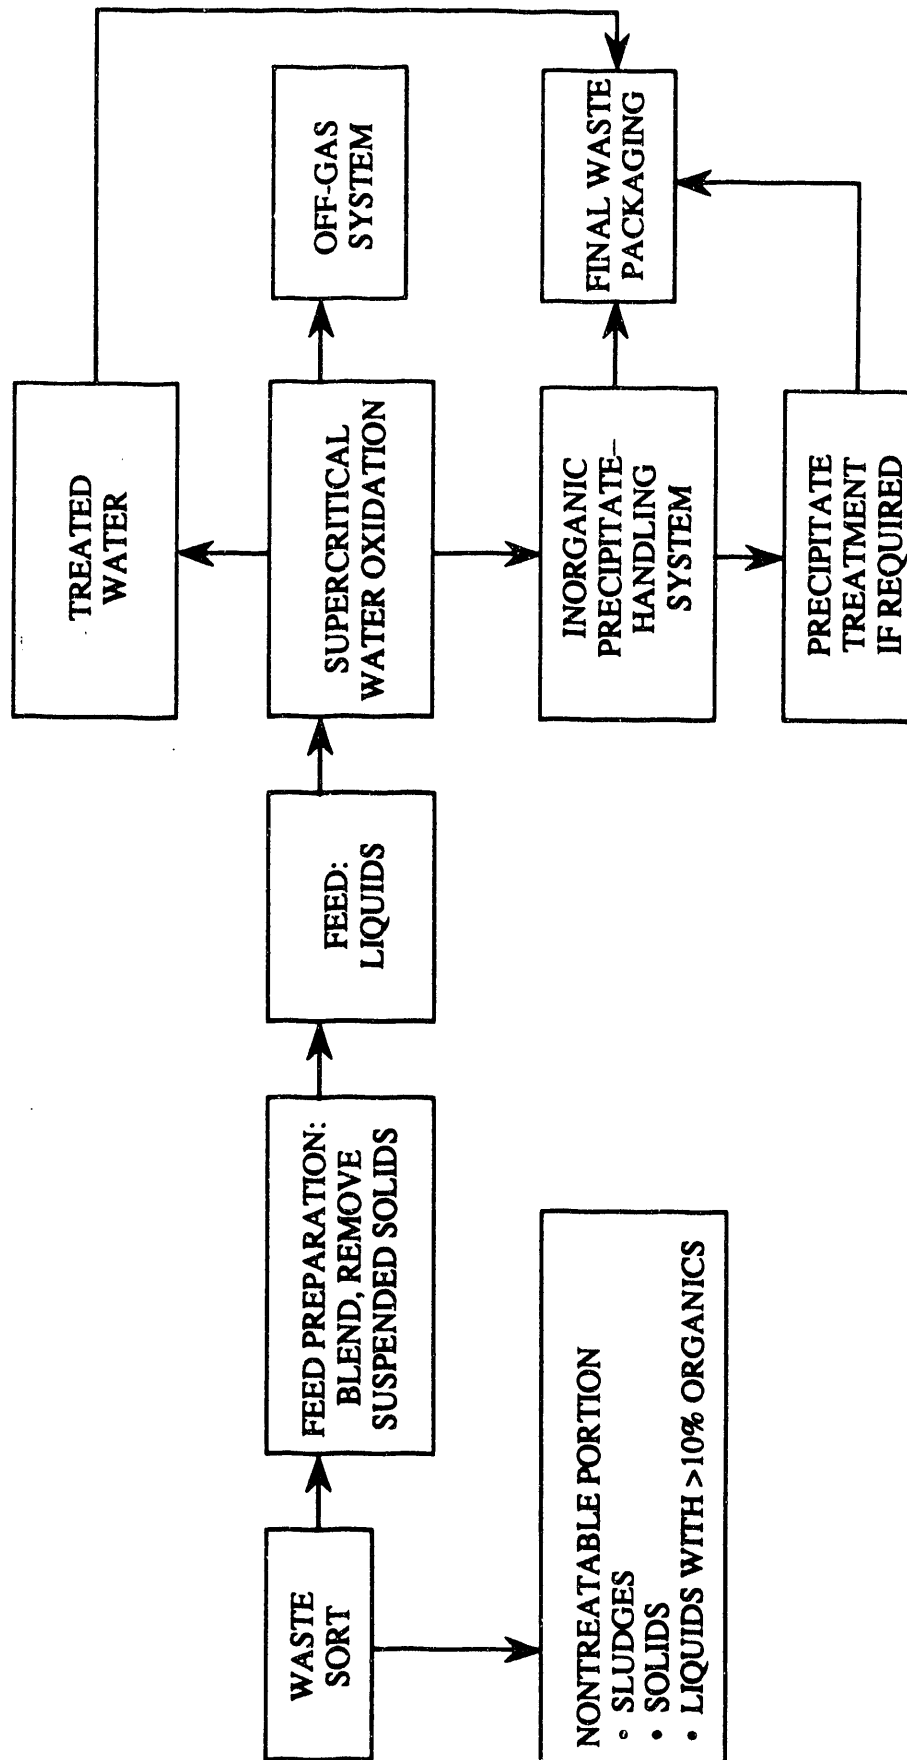 WASTE
SORT
NONTREATABLE PORTION
◦ SLUDGES
• SOLIDS
• LIQUIDS WITH >10% ORGANICS
FEED PREPARATION:
BLEND, REMOVE
SUSPENDED SOLIDS
FEED:
LIQUIDS
TREATED
WATER
SUPERCRITICAL
WATER OXIDATION
INORGANIC
PRECIPITATE–
HANDLING
SYSTEM
PRECIPITATE
TREATMENT
IF REQUIRED
OFF-GAS
SYSTEM
FINAL WASTE
PACKAGING